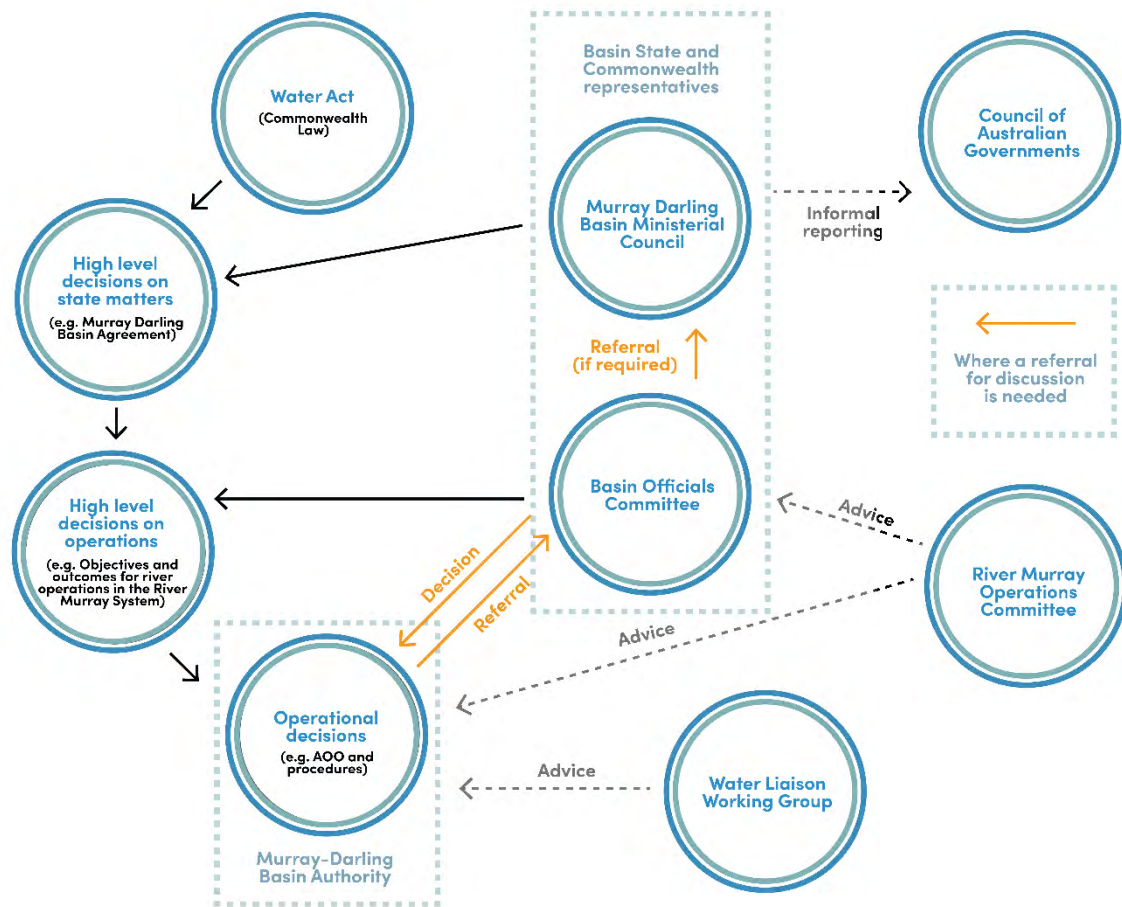 Water Act
(Commonwealth
Law)
Basin State and
Commonwealth
representatives
Council of
Australian
Governments
Murray Darling
Basin Ministerial
Council
Informal
reporting
High level
decisions on
state matters
(e.g. Murray Darling
Basin Agreement)
Referral
(if required)
Where a referral
for discussion
is needed
High level
decisions on
operations
(e.g. Objectives and
outcomes for river
operations in the River
Murray System)
Basin Officials
Committee
Advice
River Murray
Operations
Committee
Decision
Referral
Advice
Operational
decisions
(e.g. AOO and
procedures)
Advice
Water Liaison
Working Group
Murray-Darling
Basin Authority